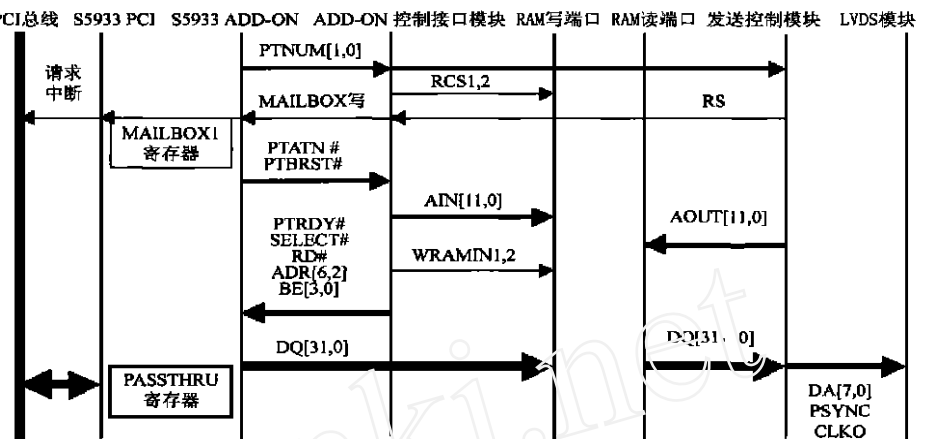 PCI总线 S5933 PCI S5933 ADD-ON ADD-ON 控制接口模块 RAM写端口 RAM读端口 发送控制模块 LVDS模块
PTNUM[1,0]
请求
中断
RCS1,2
MAILBOX写
RS
MAILBOX1
寄存器
PTATN #
PTBRST#
AIN[11,0]
AOUT[11,0]
PTRDY#
SELECT#
RD#
ADR[6,2]
BE[3,0]
WRAMIN1,2
DQ[31,0]
DQ[31, 0]
PASSTHRU
寄存器
DA[7,0]
PSYNC
CLKO